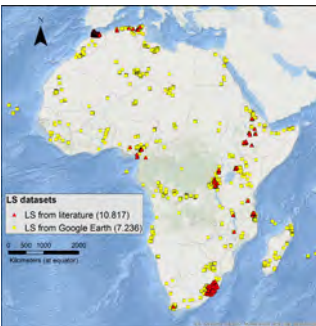 N
LS datasets
LS from literature (10.817)
LS from Google Earth (7.236)
0 500 1000 2000
Kilometers (at equator)